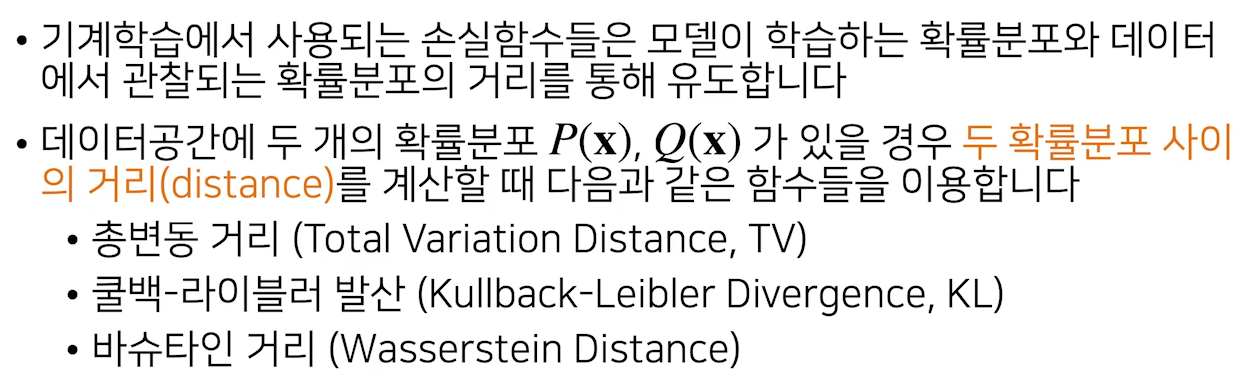 • 기계학습에서 사용되는 손실함수들은 모델이 학습하는 확률분포와 데이터
에서 관찰되는 확률분포의 거리를 통해 유도합니다
• 데이터공간에 두 개의 확률분포 P(x), Q(x) 가 있을 경우 두 확률분포 사이
의 거리(distance)를 계산할 때 다음과 같은 함수들을 이용합니다
• 총변동 거리 (Total Variation Distance, TV)
• 쿨백-라이블러 발산 (Kullback-Leibler Divergence, KL)
• 바슈타인 거리 (Wasserstein Distance)